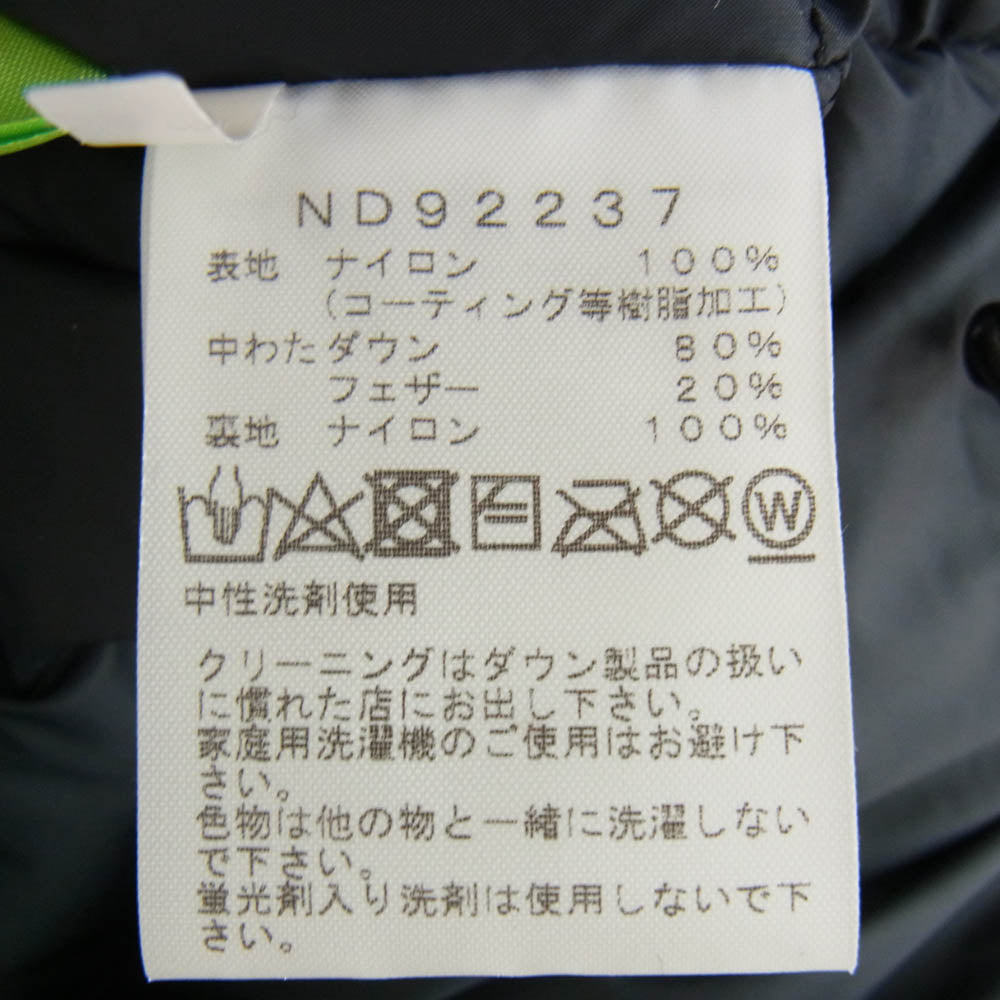 ND92237
表地 ナイロン 100%
(コーティング等樹脂加工)
中わたダウン 80%
フェザー 20%
裏地 ナイロン 100%
W
中性洗剤使用
クリーニングはダウン製品の扱い
に慣れた店にお出し下さい。
家庭用洗濯機のご使用はお避け下
さい。
色物は他の物と一緒に洗濯しない
で下さい。
蛍光剤入り洗剤は使用しないで下
さい。